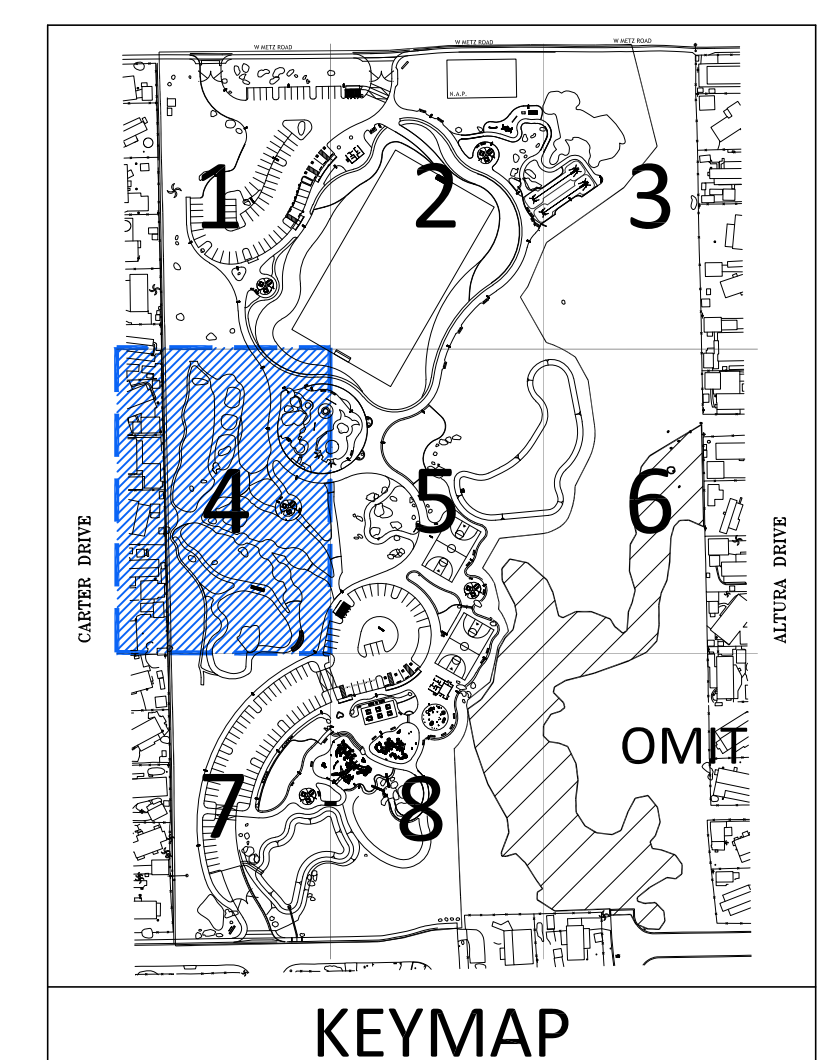 W METZ ROAD
W METZ ROAD
W METZ ROAD
N.A.P.
1
2
3
4
5
6
CARTER DRIVE
ALTURA DRIVE
OMIT
7
8
KEYMAP